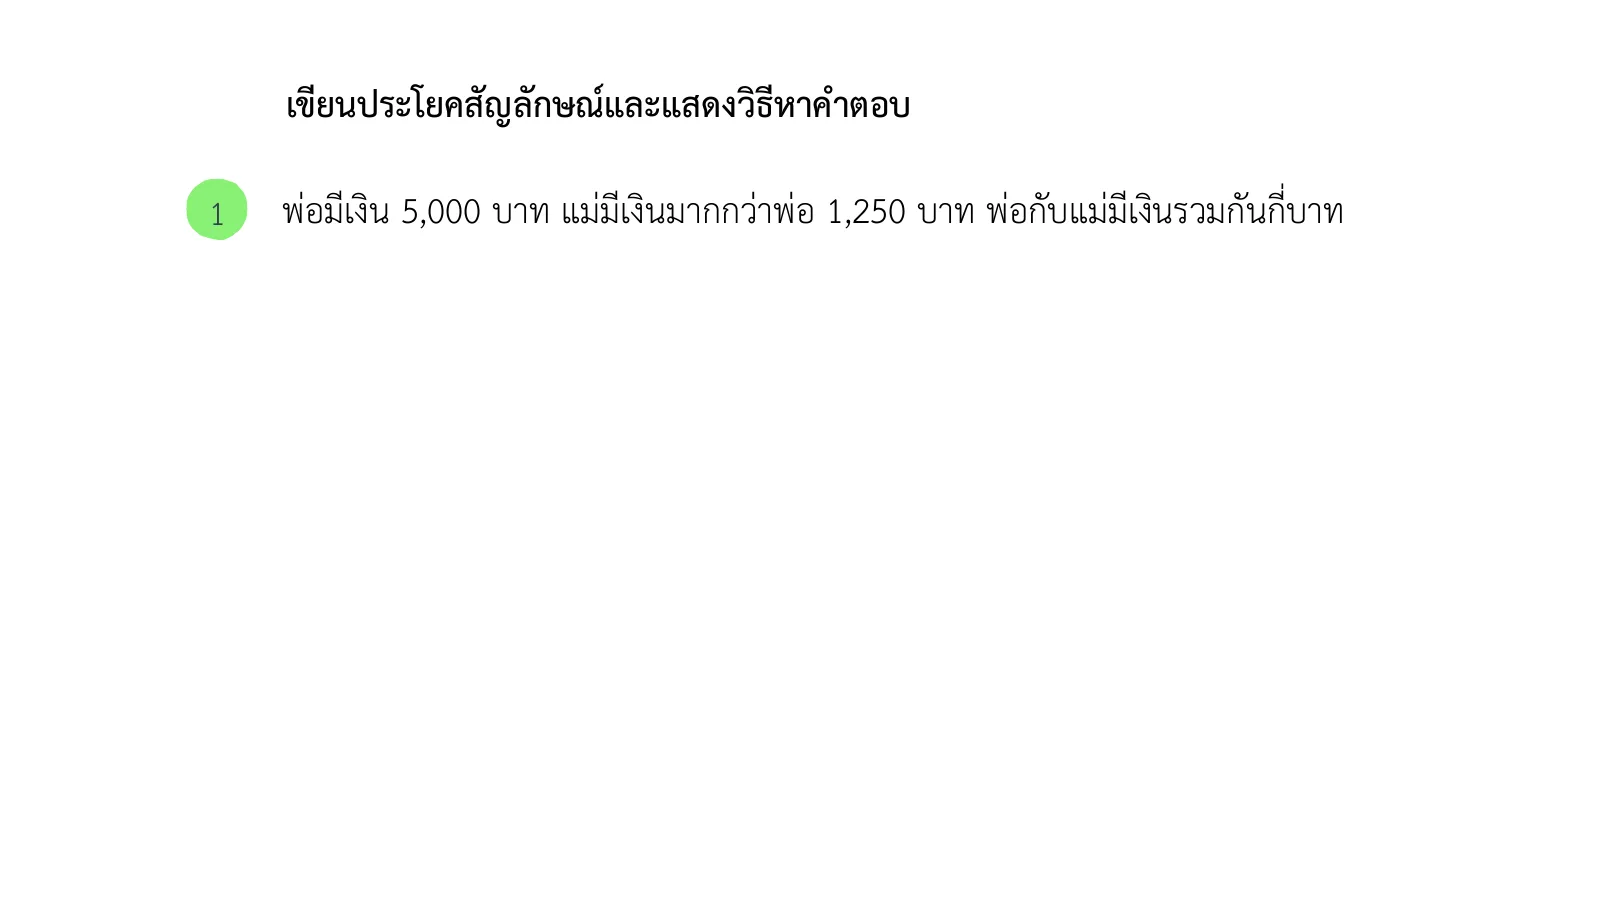 เขียนประโยคสัญลักษณ์และแสดงวิธีหาคำตอบ
1 พ่อมีเงิน 5,000 บาท แม่มีเงินมากกว่าพ่อ 1,250 บาท พ่อกับแม่มีเงินรวมกันกี่บาท